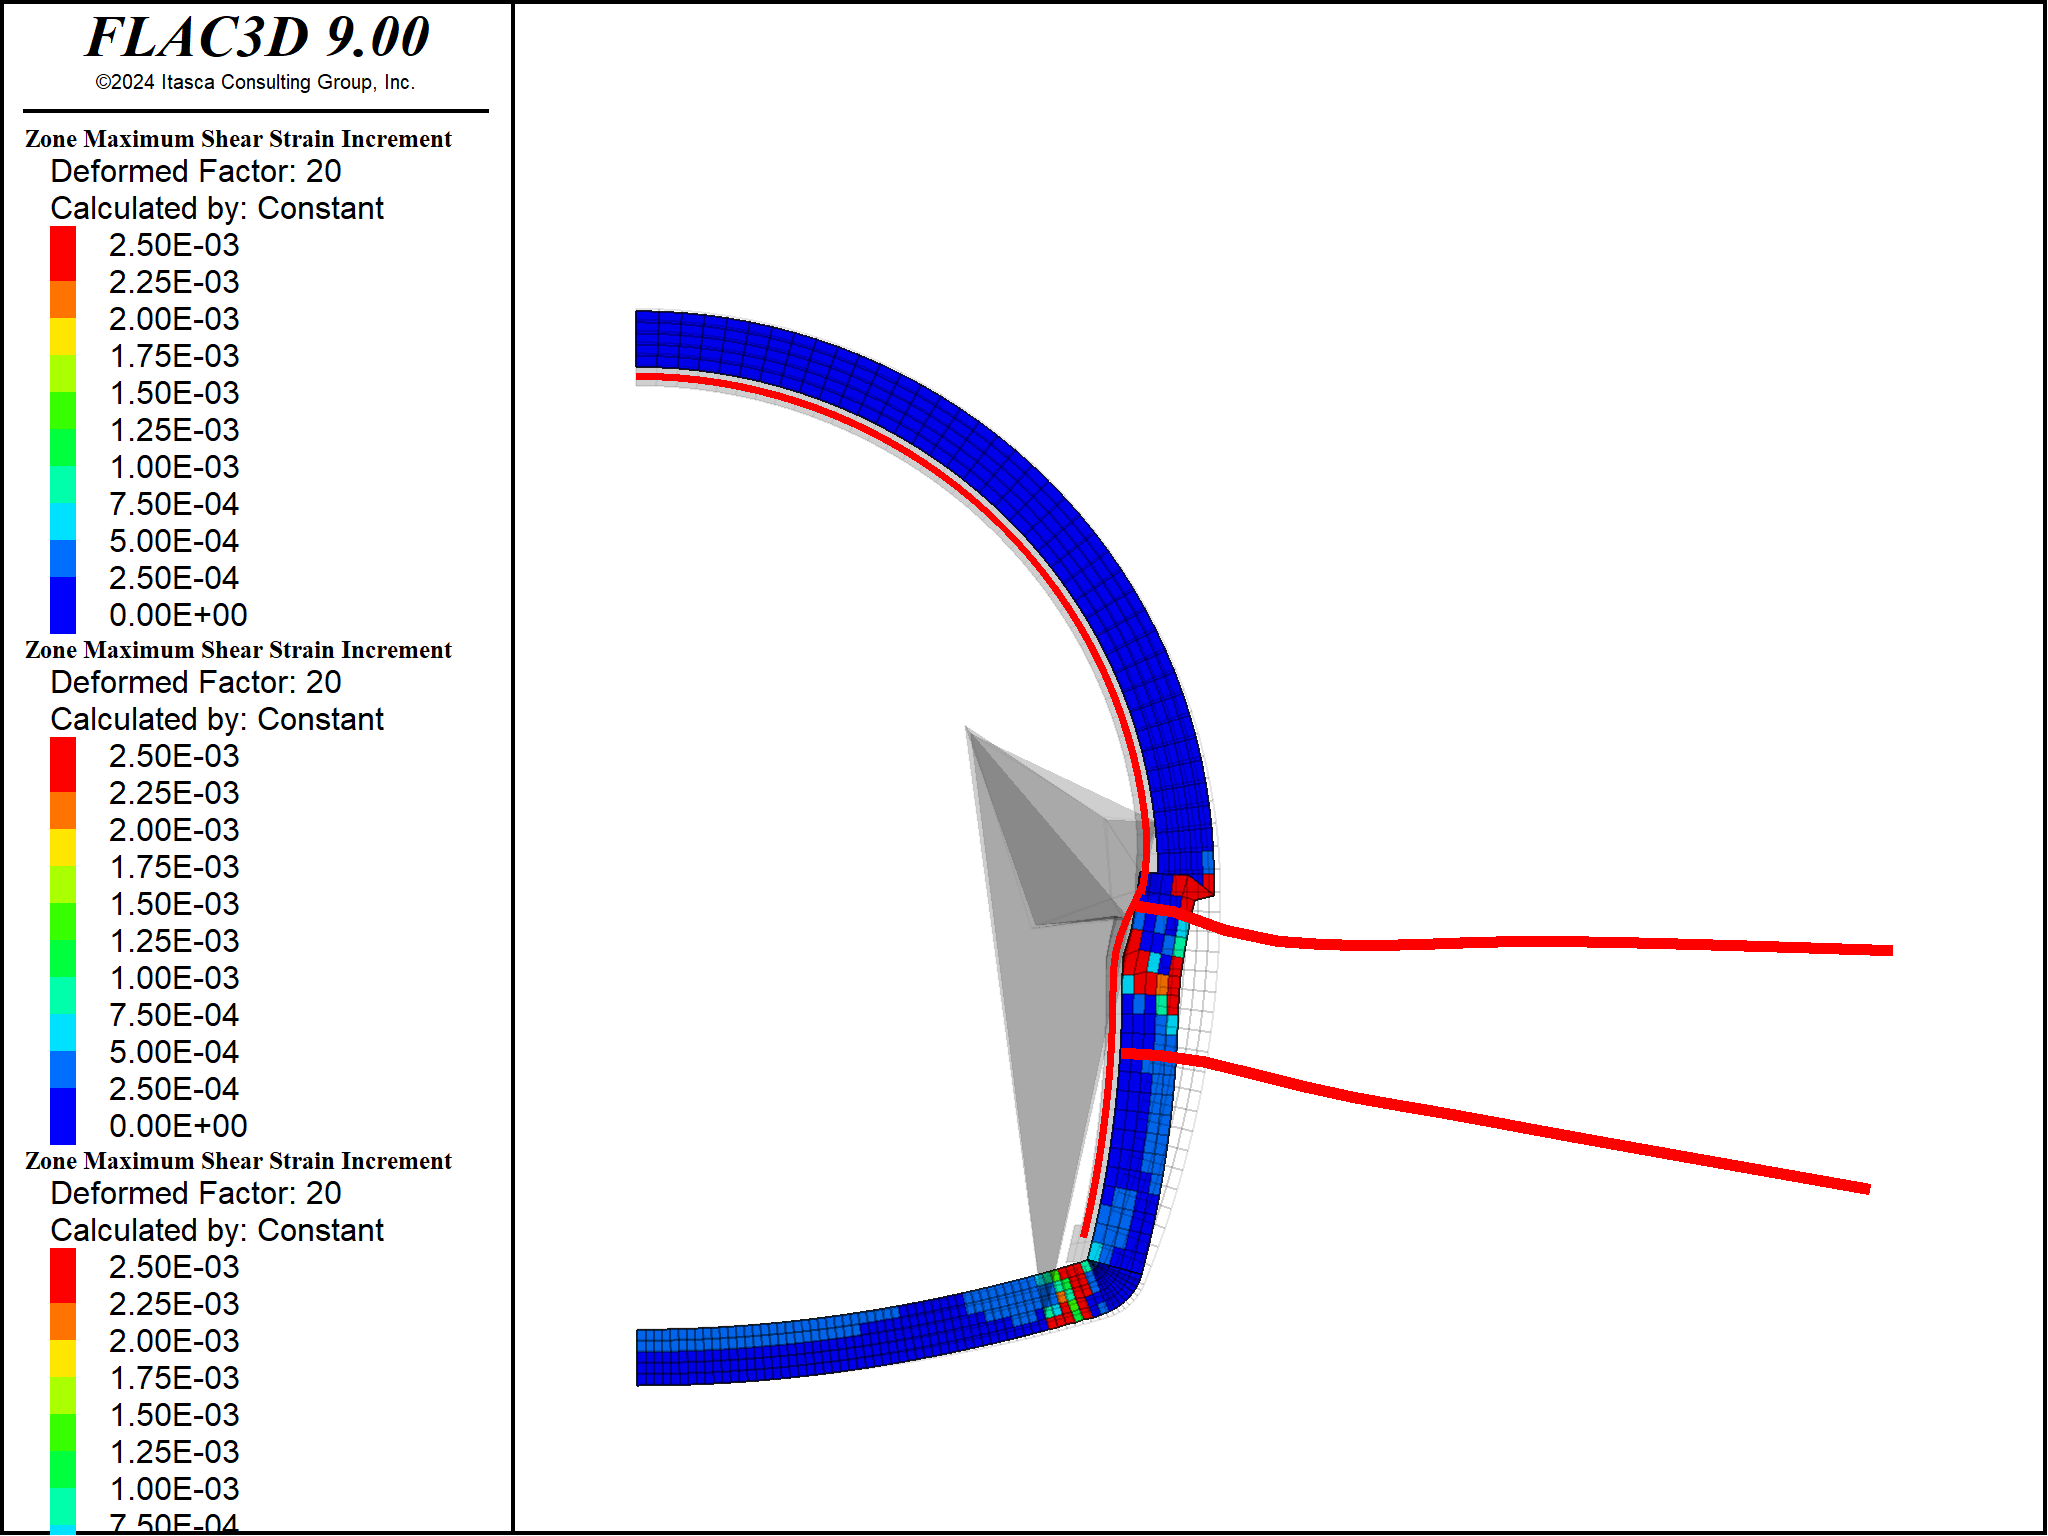 FLAC3D 9.00
©2024 Itasca Consulting Group, Inc.
Zone Maximum Shear Strain Increment
Deformed Factor: 20
Calculated by: Constant
2.50E-03
2.25E-03
2.00E-03
1.75E-03
1.50E-03
1.25E-03
1.00E-03
7.50E-04
5.00E-04
2.50E-04
0.00E+00
Zone Maximum Shear Strain Increment
Deformed Factor: 20
Calculated by: Constant
2.50E-03
2.25E-03
2.00E-03
1.75E-03
1.50E-03
1.25E-03
1.00E-03
7.50E-04
5.00E-04
2.50E-04
0.00E+00
Zone Maximum Shear Strain Increment
Deformed Factor: 20
Calculated by: Constant
2.50E-03
2.25E-03
2.00E-03
1.75E-03
1.50E-03
1.25E-03
1.00E-03
7.50E-04